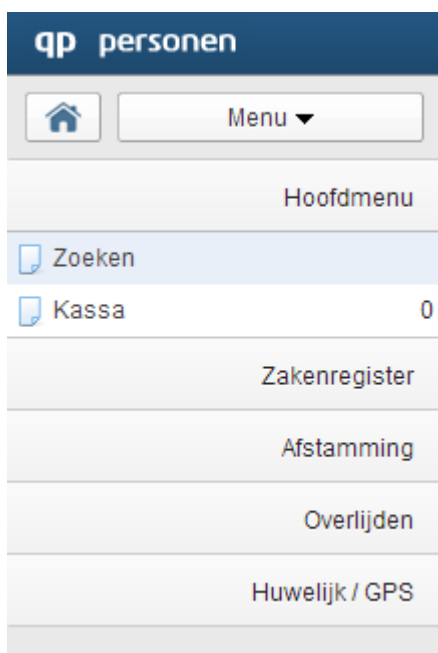 qp personen
Menu
Hoofdmenu
Zoeken
Kassa 0
Zakenregister
Afstamming
Overlijden
Huwelijk / GPS